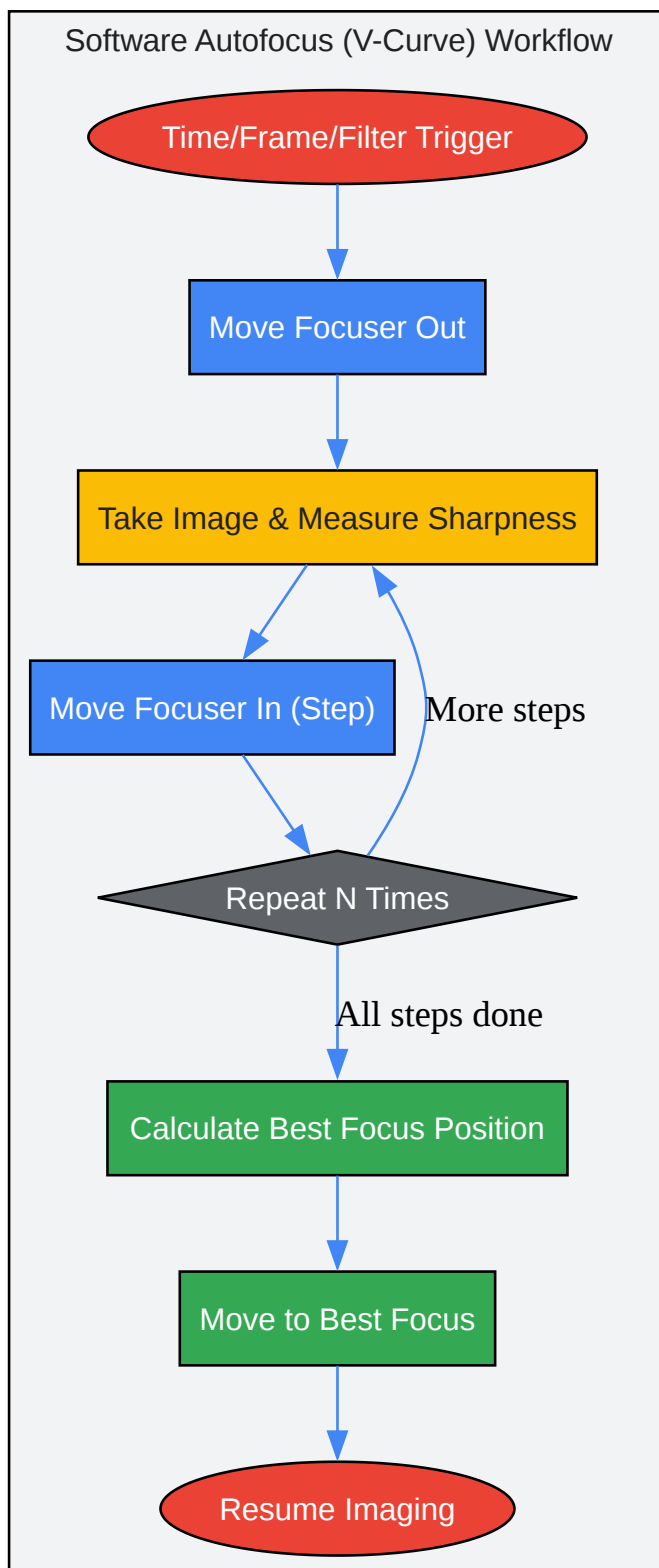 Software Autofocus (V-Curve) Workflow
Time/Frame/Filter Trigger
Move Focuser Out
Take Image & Measure Sharpness
Move Focuser In (Step)
More steps
Repeat N Times
All steps done
Calculate Best Focus Position
Move to Best Focus
Resume Imaging